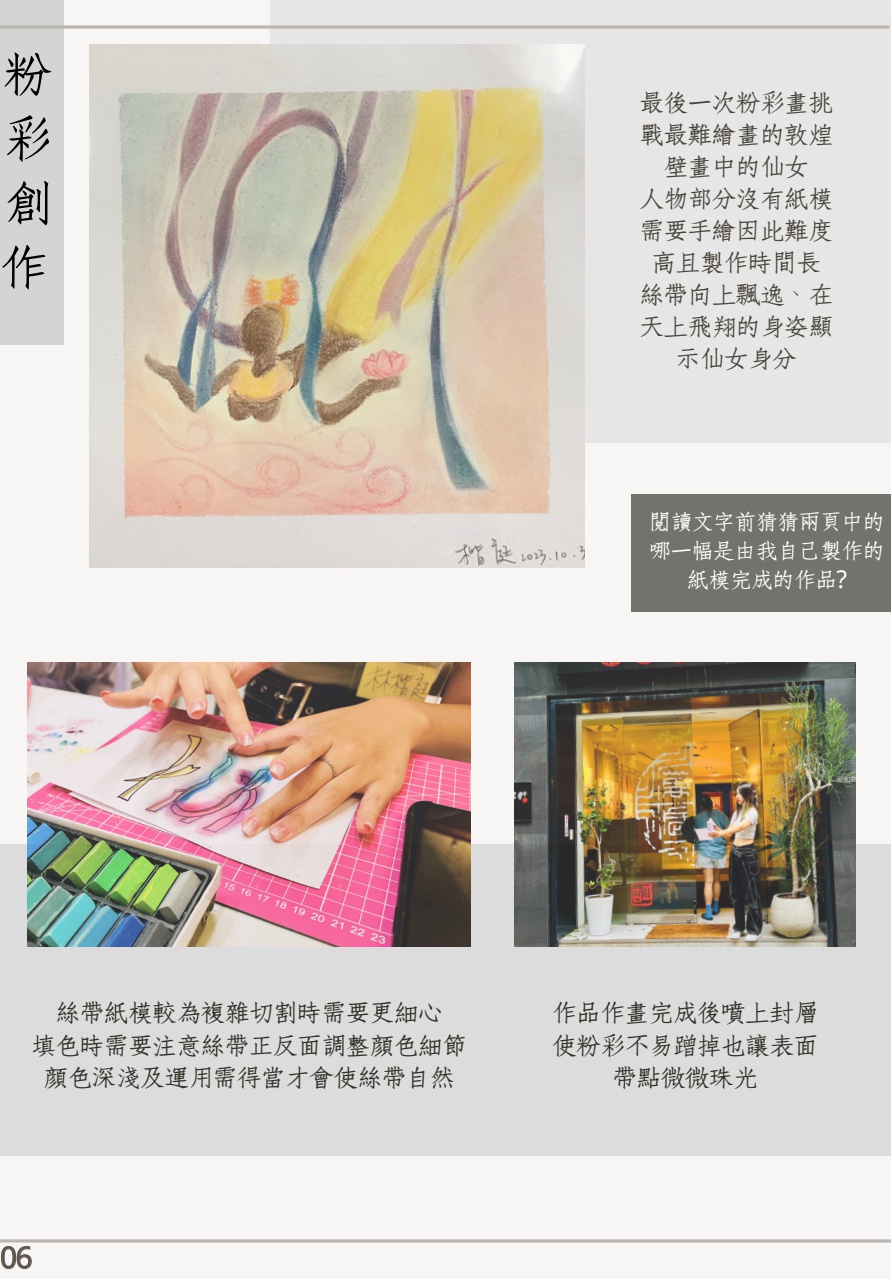 粉彩創作
最後一次粉彩畫挑
戰最難繪畫的敦煌
壁畫中的仙女
人物部分沒有紙模
需要手繪因此難度
高且製作時間長
絲帶向上飄逸、在
天上飛翔的身姿顯
示仙女身分
楷庭 2023.10.3
閱讀文字前猜猜兩頁中的
哪一幅是由我自己製作的
紙模完成的作品?
林楷庭
15 16 17 18 19 20 21 22 23
絲帶紙模較為複雜切割時需要更細心
填色時需要注意絲帶正反面調整顏色細節
顏色深淺及運用需得當才會使絲帶自然
作品作畫完成後噴上封層
使粉彩不易蹭掉也讓表面
帶點微微珠光
06